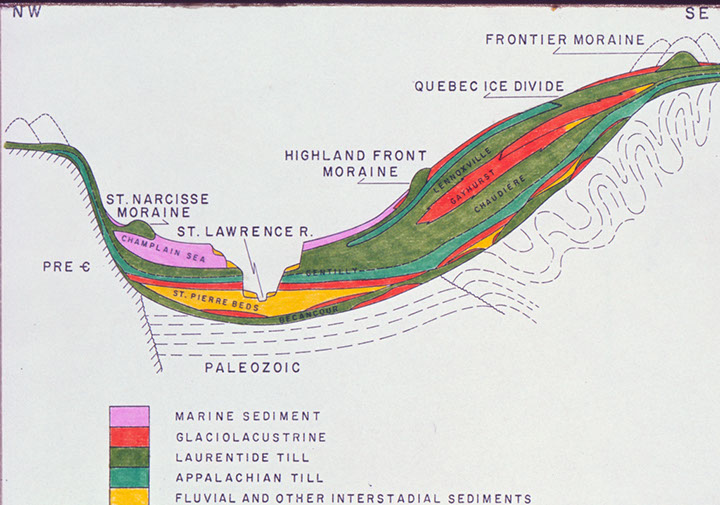 NW
SE
FRONTIER MORAINE
QUEBEC ICE DIVIDE
HIGHLAND FRONT
MORAINE
ST. NARCISSE
MORAINE
ST. LAWRENCE R.
LENNOXVILLE
GAYHURST
CHAUDIÈRE
CHAMPLAIN SEA
PRE Є
GENTILLY
ST. PIERRE BEDS
BECANCOUR
PALEOZOIC
MARINE SEDIMENT
GLACIOLACUSTRINE
LAURENTIDE TILL
APPALACHIAN TILL
FLUVIAL AND OTHER INTERSTADIAL SEDIMENTS